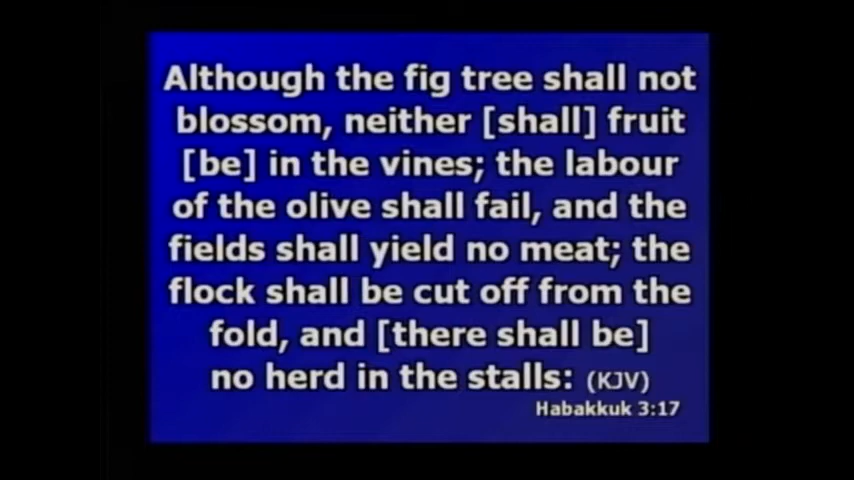 Although the fig tree shall not
blossom, neither [shall] fruit
[be] in the vines; the labour
of the olive shall fail, and the
fields shall yield no meat; the
flock shall be cut off from the
fold, and [there shall be]
no herd in the stalls: (KJV)
Habakkuk 3:17